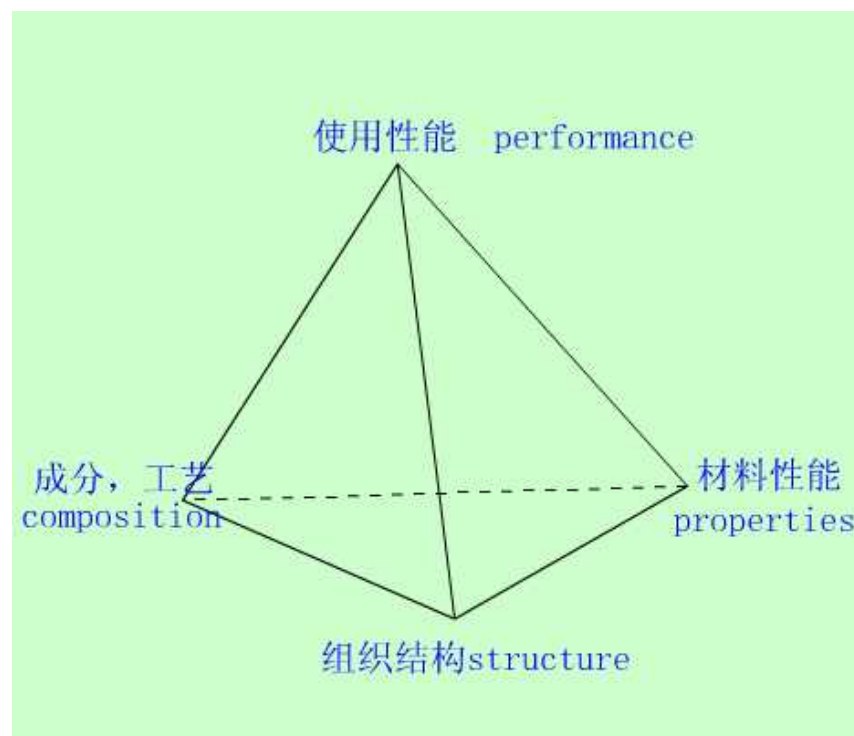 使用性能 performance
成分，工艺
composition
材料性能
properties
组织结构structure